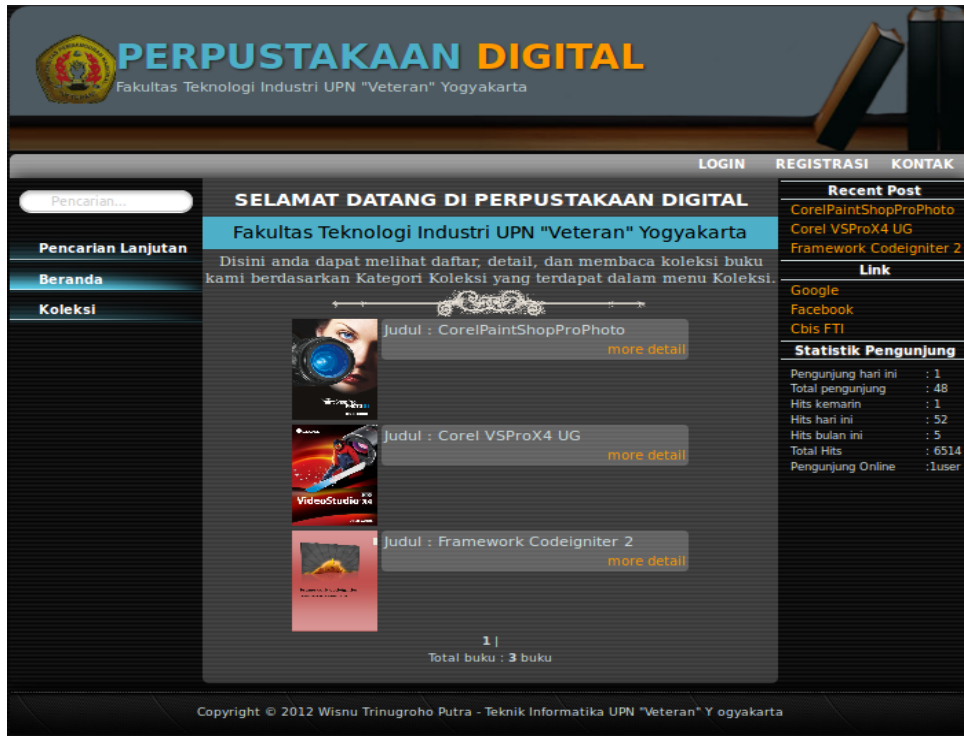 PERPUSTAKAAN DIGITAL
Fakultas Teknologi Industri UPN "Veteran" Yogyakarta
LOGIN REGISTRASI KONTAK
Pencarian...
Pencarian Lanjutan
Beranda
Koleksi
SELAMAT DATANG DI PERPUSTAKAAN DIGITAL
Fakultas Teknologi Industri UPN "Veteran" Yogyakarta
Disini anda dapat melihat daftar, detail, dan membaca koleksi buku
kami berdasarkan Kategori Koleksi yang terdapat dalam menu Koleksi.
Judul : CorelPaintShopProPhoto
more detail
Judul : Corel VSProX4 UG
more detail
VideoStudio X4
Judul : Framework Codeigniter 2
more detail
1 |
Total buku : 3 buku
Recent Post
CorelPaintShopProPhoto
Corel VSProX4 UG
Framework Codeigniter 2
Link
Google
Facebook
Cbis FTI
Statistik Pengunjung
Pengunjung hari ini : 1
Total pengunjung : 48
Hits kemarin : 1
Hits hari ini : 52
Hits bulan ini : 5
Total Hits : 6514
Pengunjung Online :1user
Copyright © 2012 Wisnu Trinugroho Putra - Teknik Informatika UPN "Veteran" Y ogyakarta